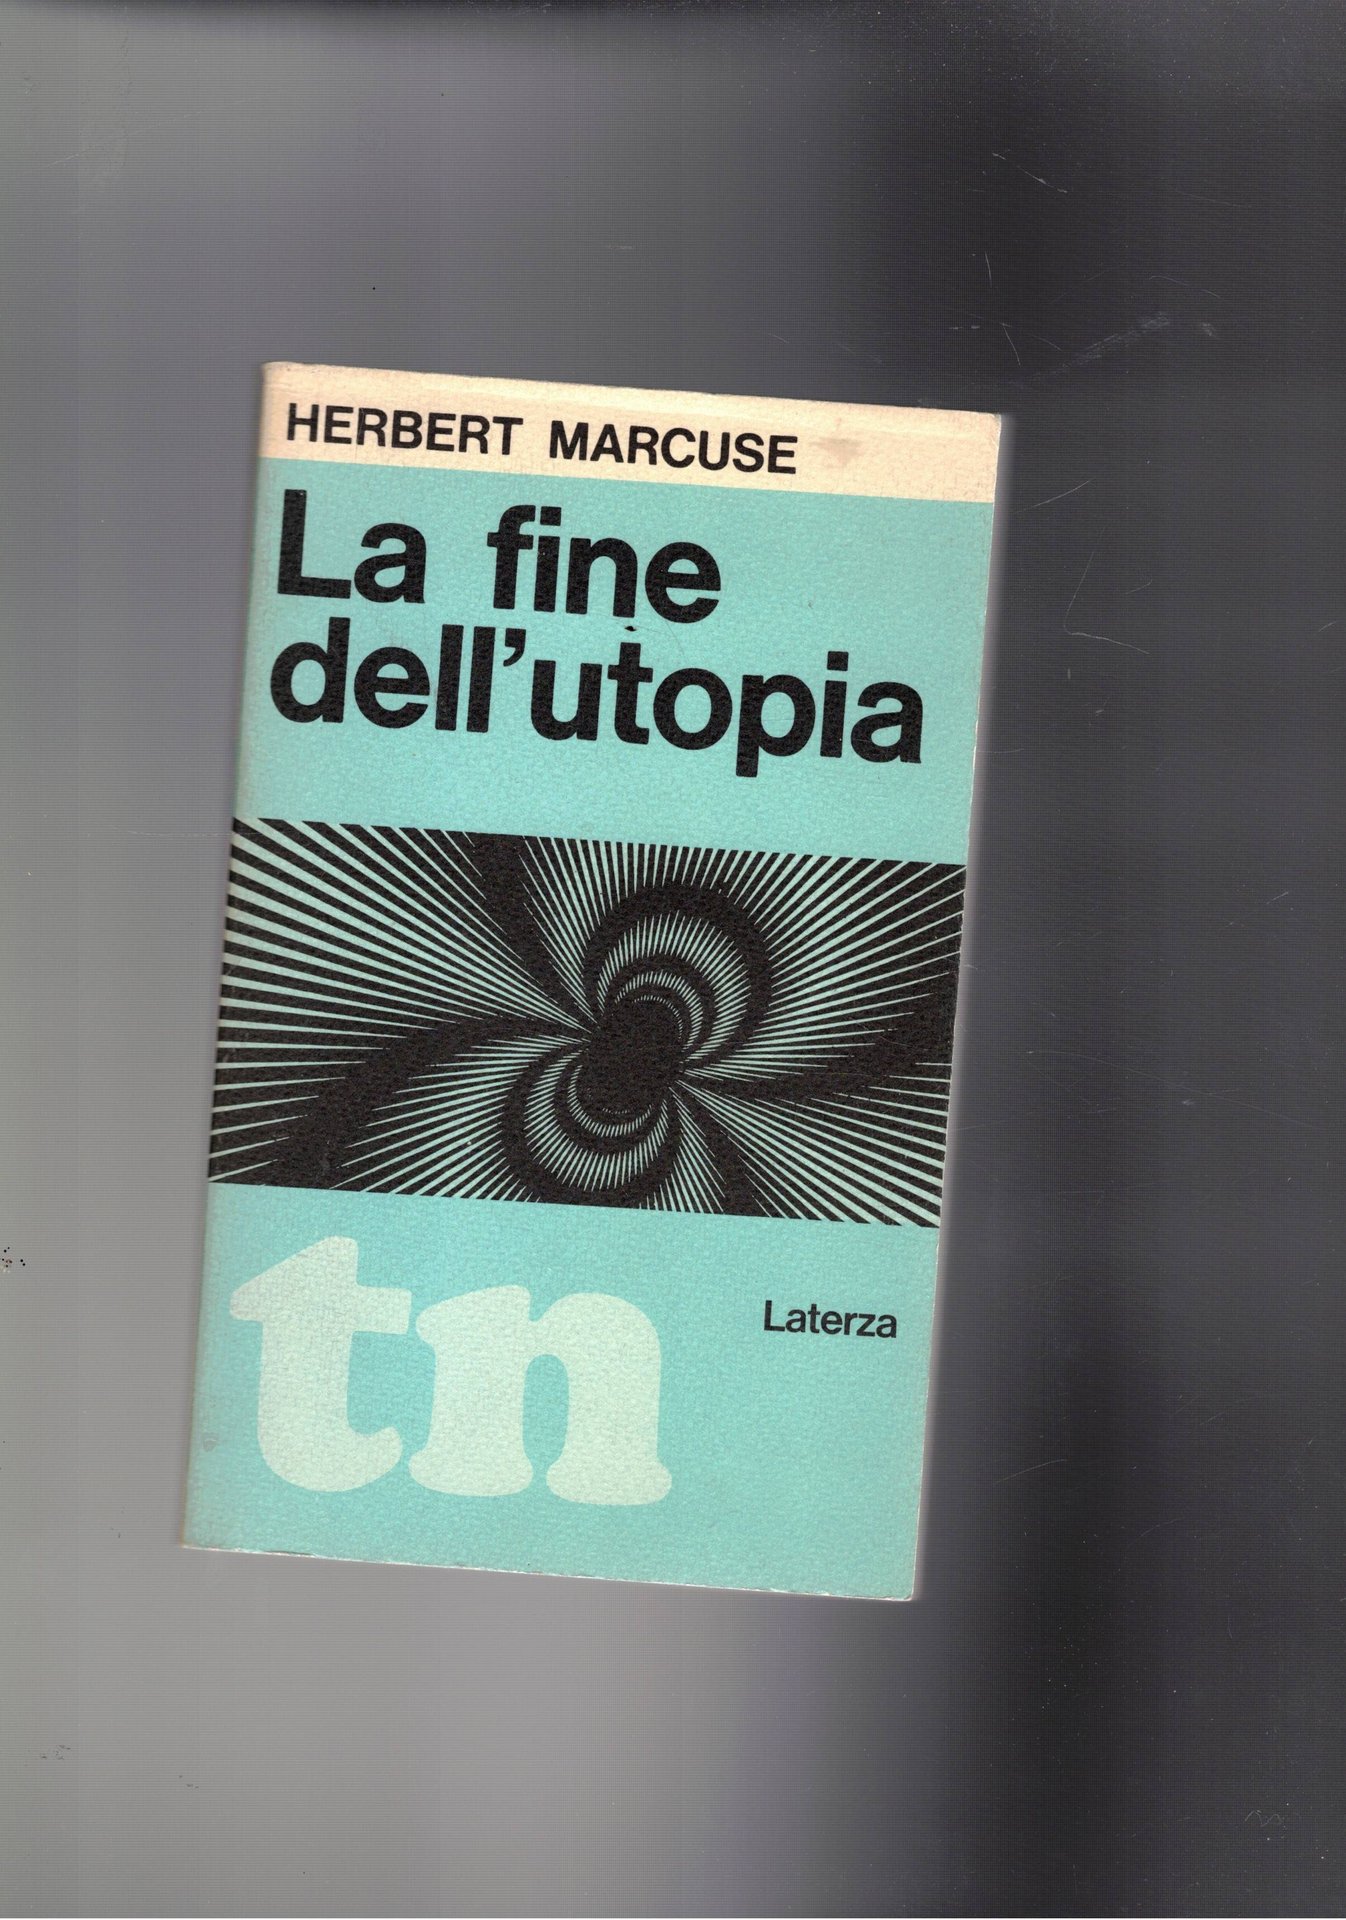 HERBERT MARCUSE
La fine
dell'utopia
tn
Laterza